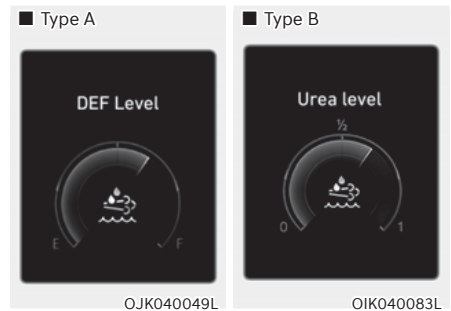 ■ Type A
DEF Level
E
F
OJK040049L
■ Type B
Urea level
½
0
1
OIK040083L